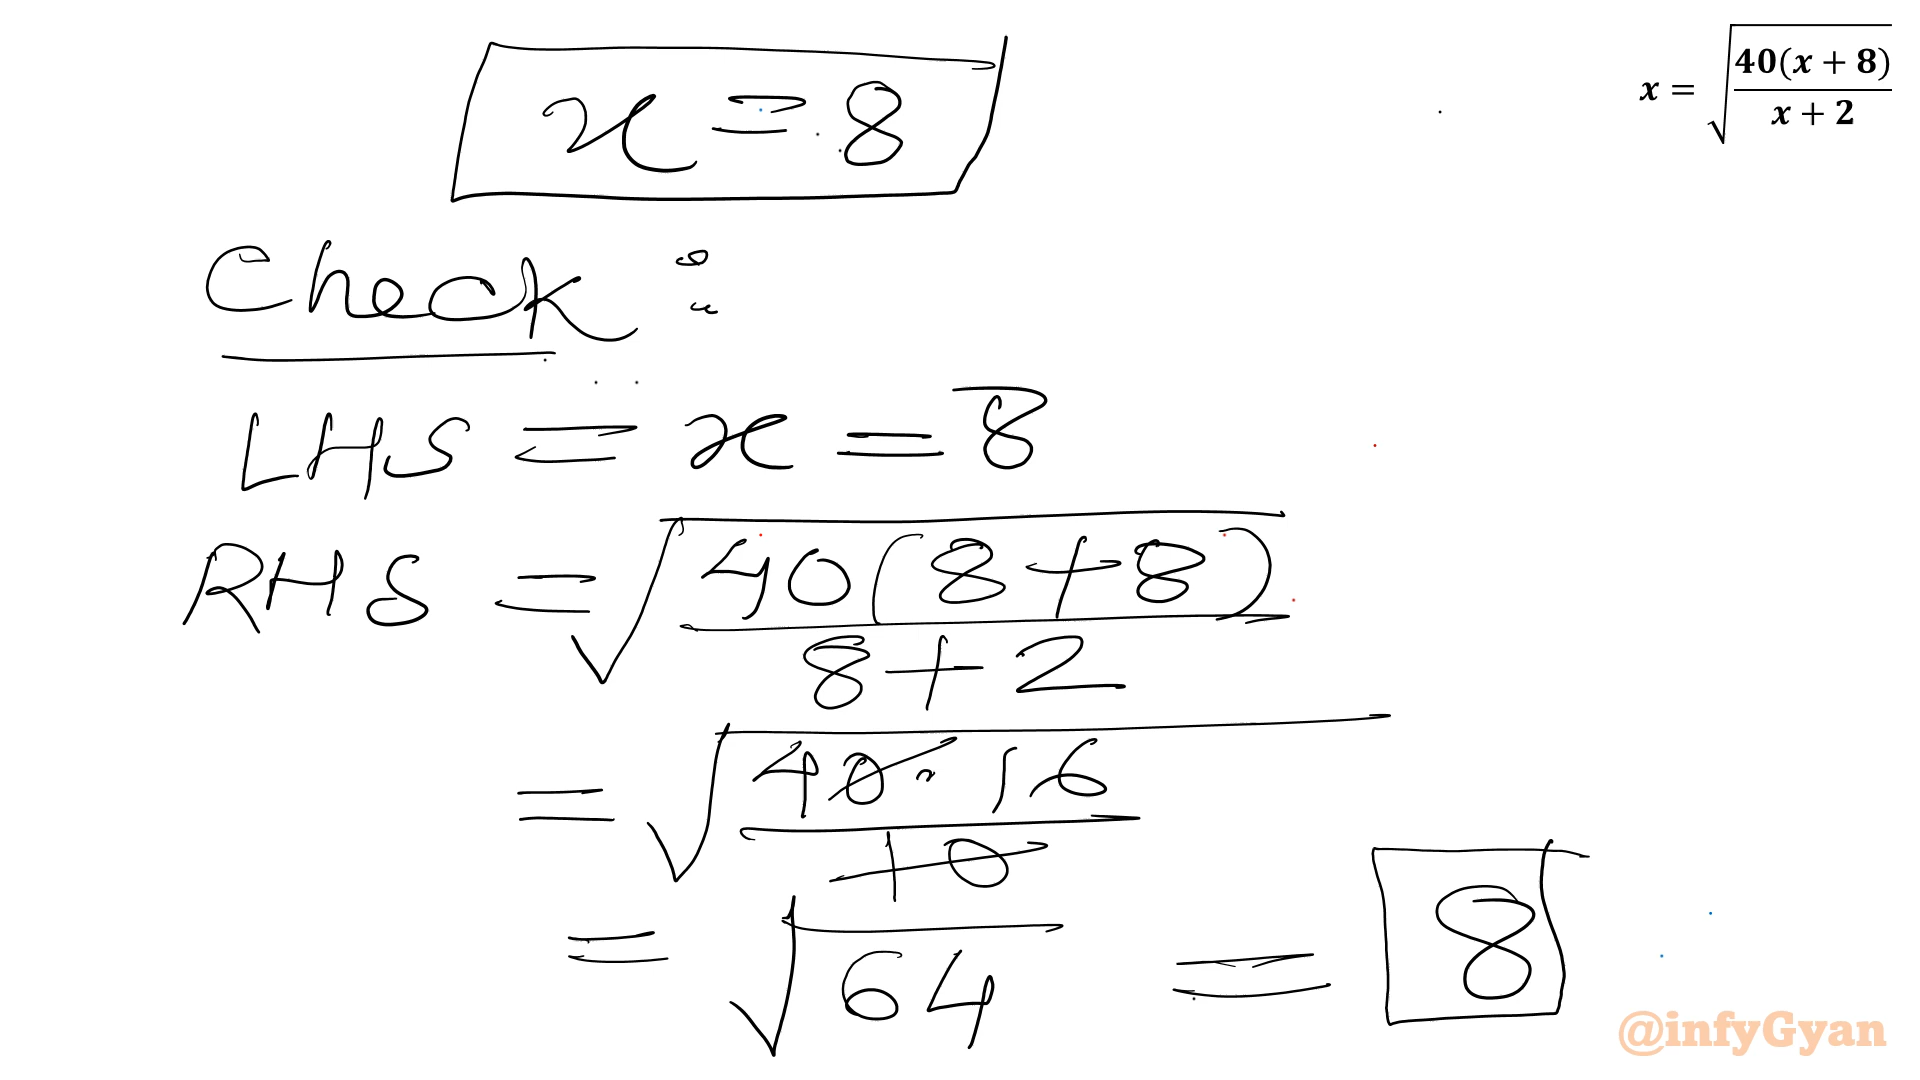 x = 8
x = √(40(x + 8)/(x + 2))
Check :
LHS = x = 8
RHS = √(40(8+8)/(8+2))
= √(40·16/10)
= √64 = 8
@infyGyan